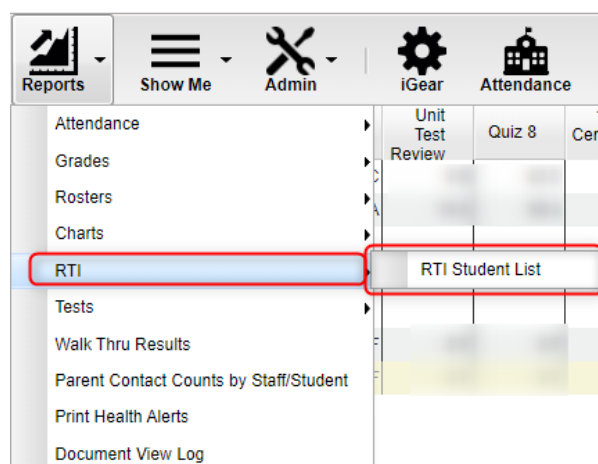 Reports
Show Me
Admin
iGear
Attendance
Attendance
Grades
Rosters
Charts
RTI
RTI Student List
Tests
Walk Thru Results
Parent Contact Counts by Staff/Student
Print Health Alerts
Document View Log
Unit
Test
Review
Quiz 8
Cer